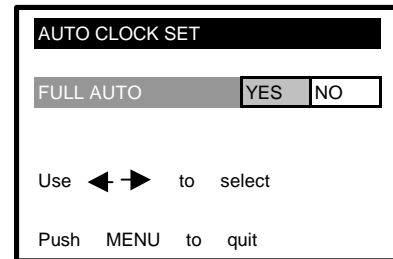 AUTO CLOCK SET
FULL AUTO YES NO
Use ◀ ▶ to select
Push MENU to quit